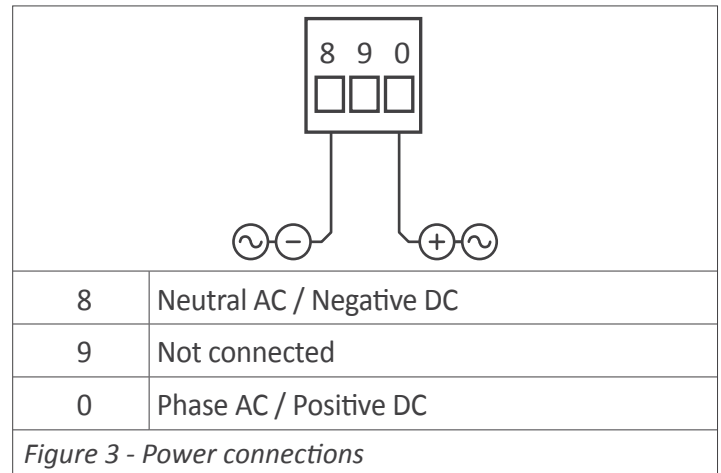 8 9 0
8 Neutral AC / Negative DC
9 Not connected
0 Phase AC / Positive DC
Figure 3 - Power connections